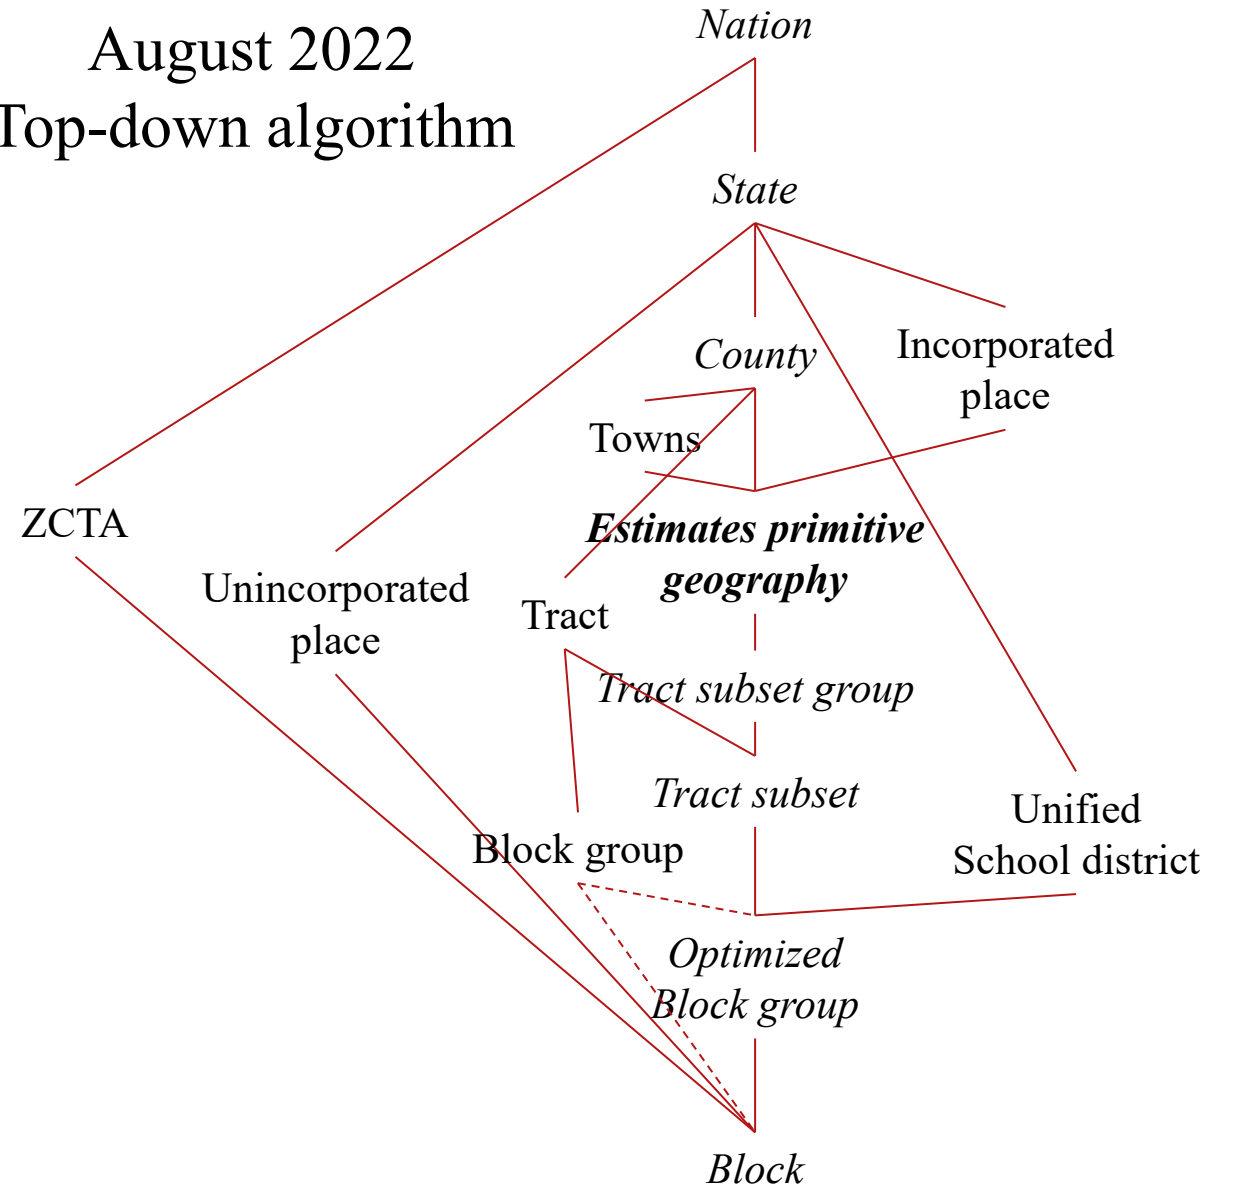 August 2022
Top-down algorithm
Nation
State
County
Incorporated
place
Towns
ZCTA
Estimates primitive
geography
Unincorporated
place
Tract
Tract subset group
Tract subset
Unified
School district
Block group
Optimized
Block group
Block